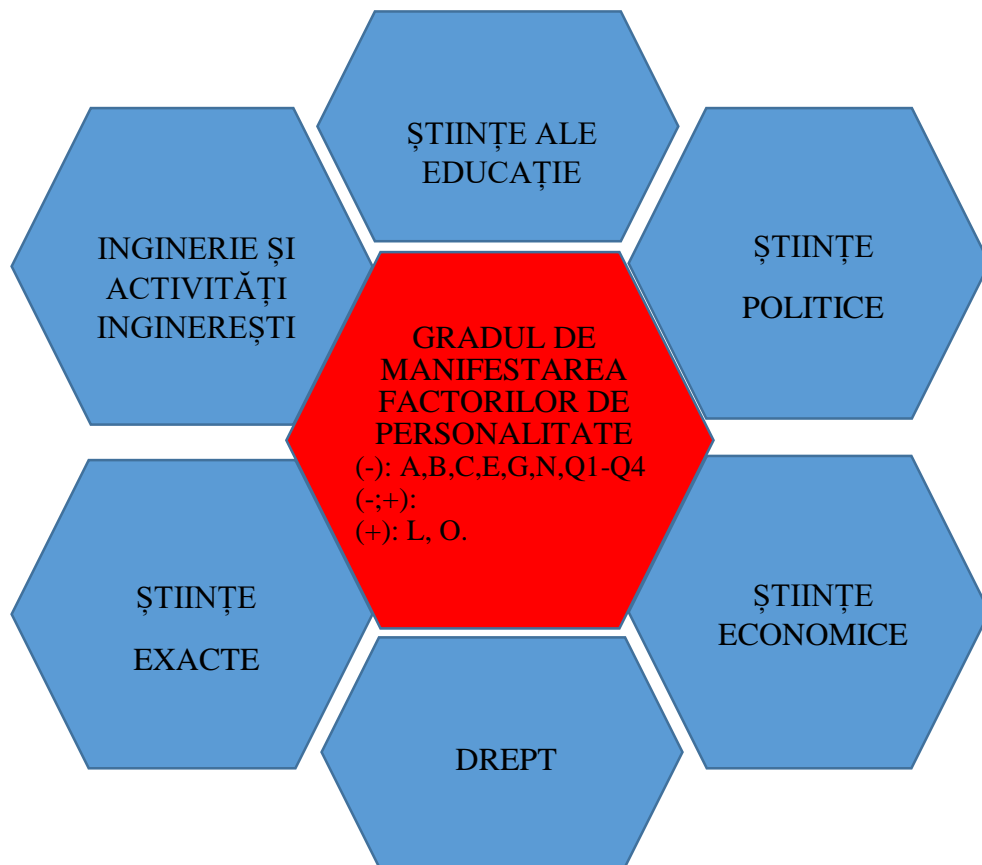 ȘTIINȚE ALE
EDUCAȚIE
INGINERIE ȘI
ACTIVITĂȚI
INGINEREȘTI
ȘTIINȚE
POLITICE
GRADUL DE
MANIFESTAREA
FACTORILOR DE
PERSONALITATE
(-): A,B,C,E,G,N,Q1-Q4
(-;+):
(+): L, O.
ȘTIINȚE
EXACTE
ȘTIINȚE
ECONOMICE
DREPT